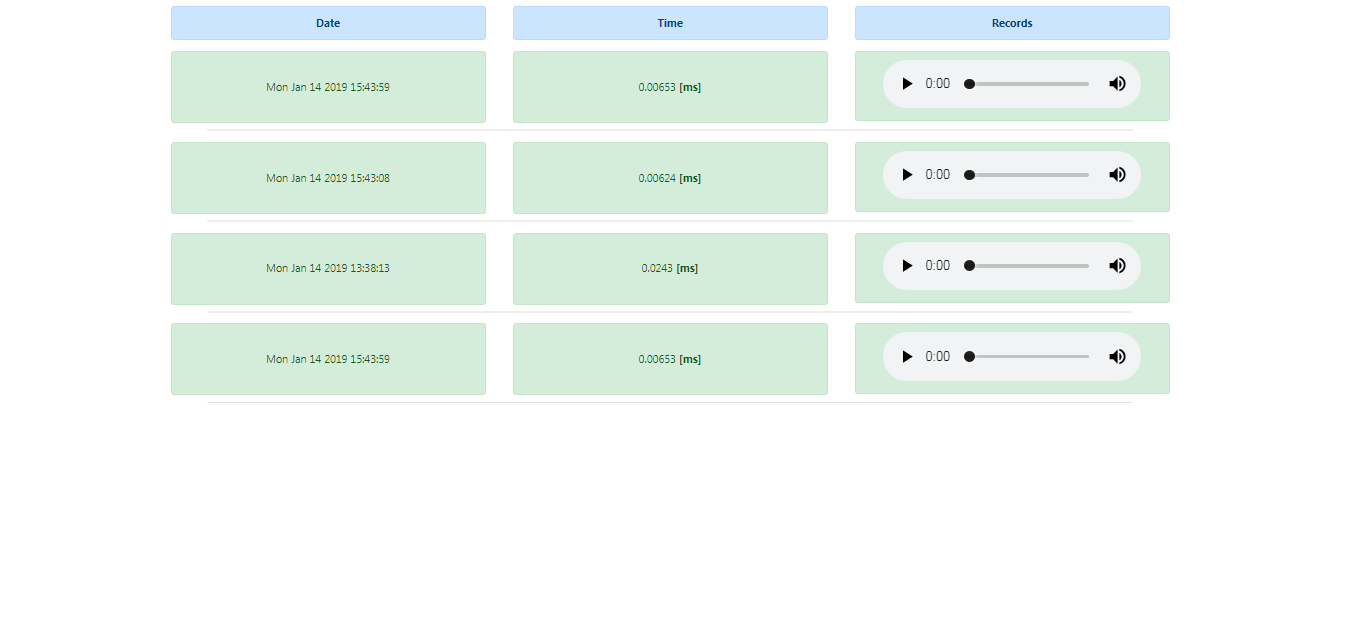 Date Time Records
Mon Jan 14 2019 15:43:59 0.00653 [ms] 0:00
Mon Jan 14 2019 15:43:08 0.00624 [ms] 0:00
Mon Jan 14 2019 13:38:13 0.0243 [ms] 0:00
Mon Jan 14 2019 15:43:59 0.00653 [ms] 0:00